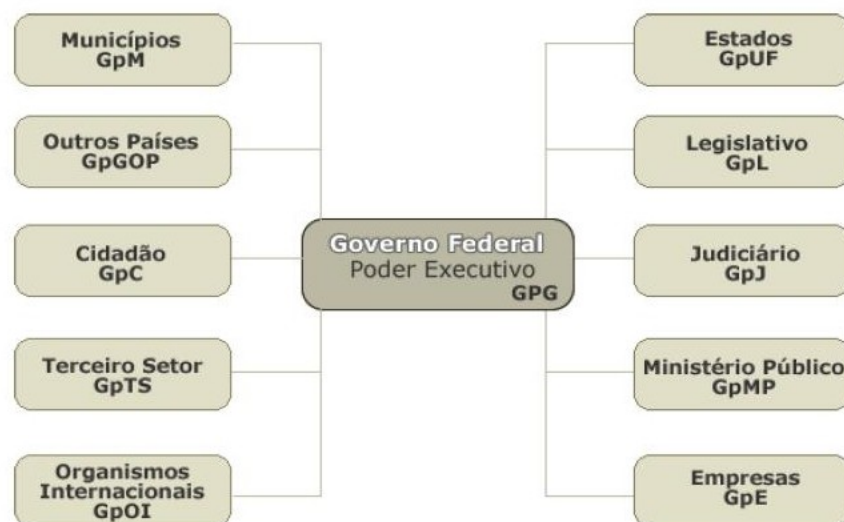 Municípios
GpM
Outros Países
GpGOP
Cidadão
GpC
Terceiro Setor
GpTS
Organismos
Internacionais
GpOI
Governo Federal
Poder Executivo
GPG
Estados
GpUF
Legislativo
GpL
Judiciário
GpJ
Ministério Público
GpMP
Empresas
GpE